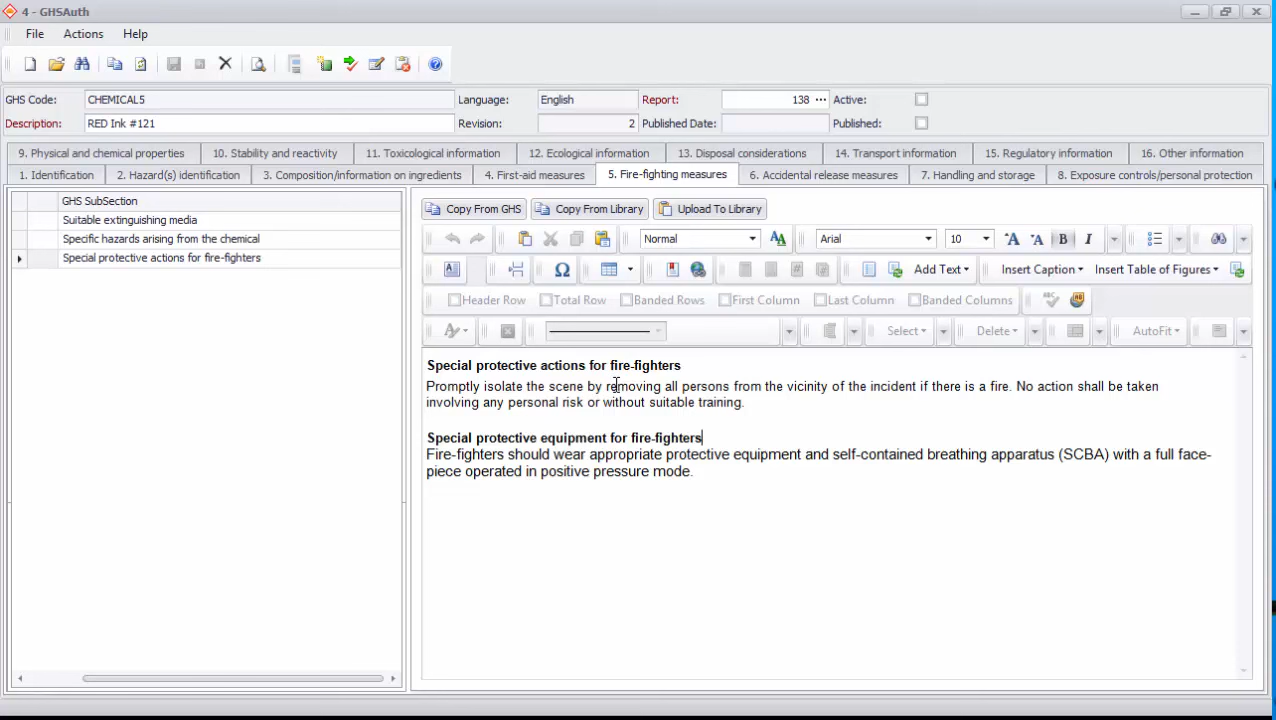 4 - GHSAuth
File Actions Help
GHS Code: CHEMICAL5 Language: English Report: 138 ••• Active:
Description: RED Ink #121 Revision: 2 Published Date: Published:
9. Physical and chemical properties 10. Stability and reactivity 11. Toxicological information 12. Ecological information 13. Disposal considerations 14. Transport information 15. Regulatory information 16. Other information
1. Identification 2. Hazard(s) identification 3. Composition/information on ingredients 4. First-aid measures 5. Fire-fighting measures 6. Accidental release measures 7. Handling and storage 8. Exposure controls/personal protection
GHS SubSection
Suitable extinguishing media
Specific hazards arising from the chemical
Special protective actions for fire-fighters
Copy From GHS Copy From Library Upload To Library
Normal AA Arial 10 A A B I
A Ω Add Text Insert Caption Insert Table of Figures
Header Row Total Row Banded Rows First Column Last Column Banded Columns ABC
A Select Delete AutoFit
Special protective actions for fire-fighters
Promptly isolate the scene by removing all persons from the vicinity of the incident if there is a fire. No action shall be taken
involving any personal risk or without suitable training.
Special protective equipment for fire-fighters
Fire-fighters should wear appropriate protective equipment and self-contained breathing apparatus (SCBA) with a full face-
piece operated in positive pressure mode.